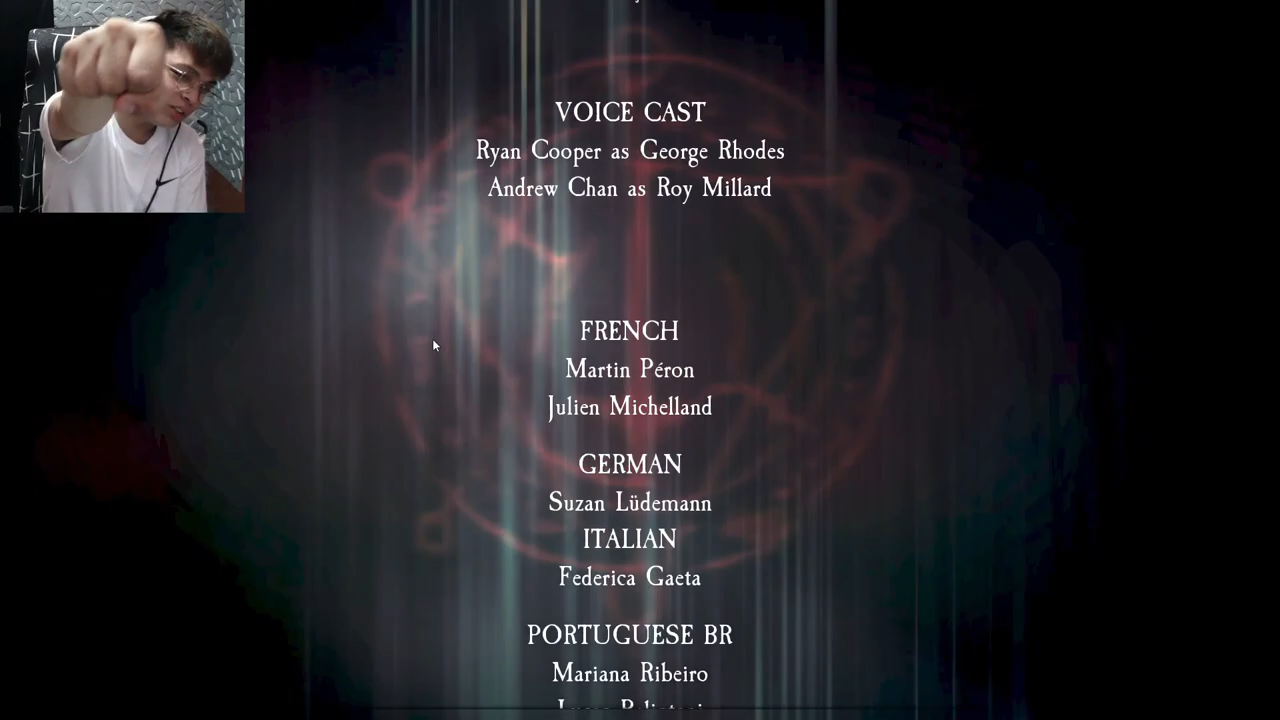 VOICE CAST
Ryan Cooper as George Rhodes
Andrew Chan as Roy Millard
FRENCH
Martin Péron
Julien Michelland
GERMAN
Suzan Lüdemann
ITALIAN
Federica Gaeta
PORTUGUESE BR
Mariana Ribeiro